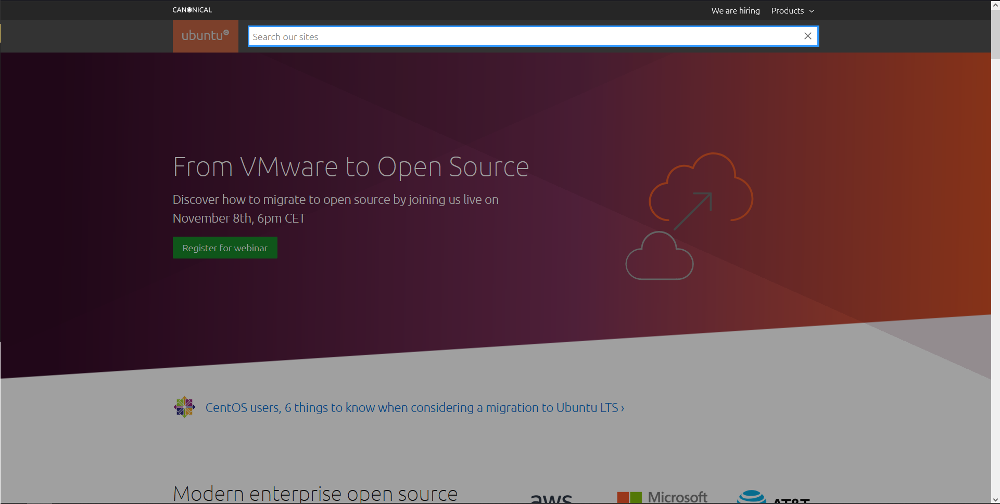 CANONICAL
We are hiring
Products
ubuntu
Search our sites
From VMware to Open Source
Discover how to migrate to open source by joining us live on
November 8th, 6pm CET
Register for webinar
CentOS users, 6 things to know when considering a migration to Ubuntu LTS ›
Modern enterprise open source
aws
Microsoft
AT&T